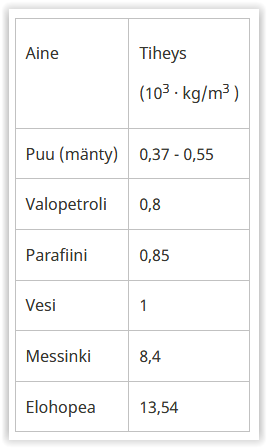 Aine Tiheys
(10³ · kg/m³ )
Puu (mänty) 0,37 - 0,55
Valopetroli 0,8
Parafiini 0,85
Vesi 1
Messinki 8,4
Elohopea 13,54